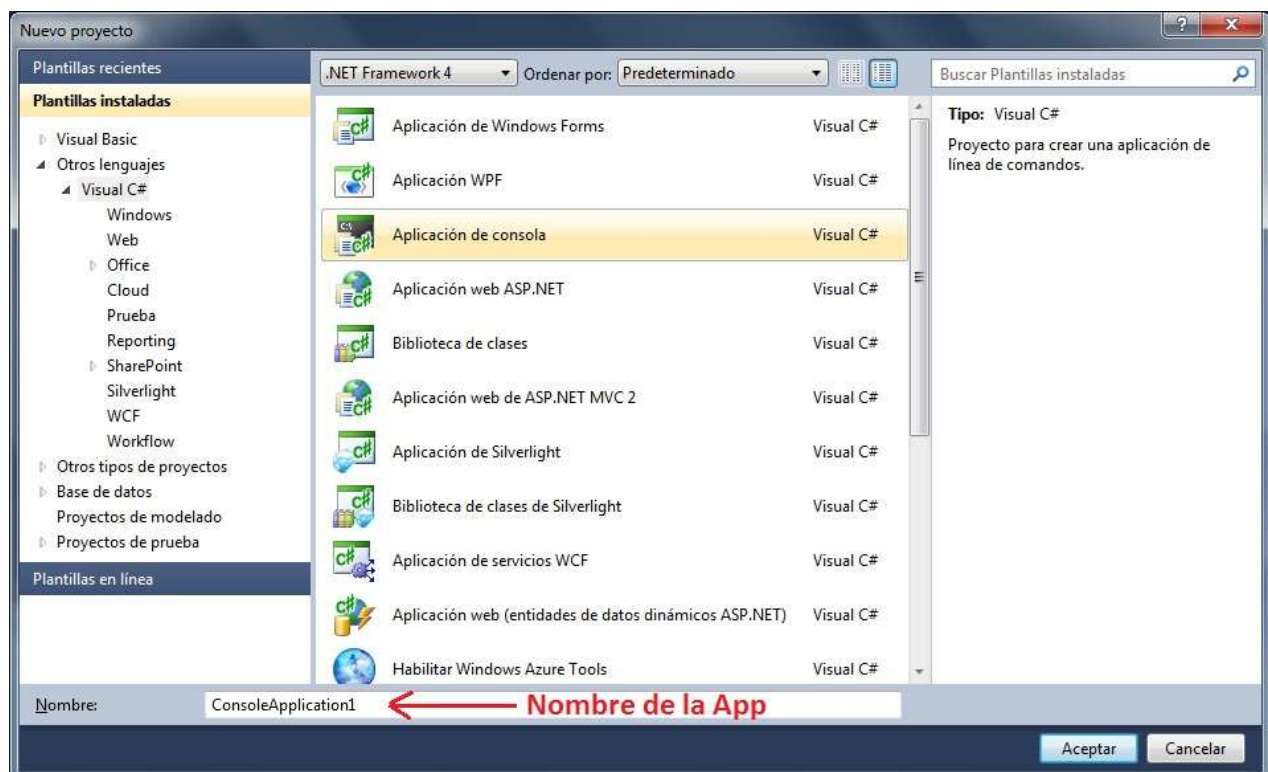 Nuevo proyecto
Plantillas recientes
Plantillas instaladas
Visual Basic
Otros lenguajes
Visual C#
Windows
Web
Office
Cloud
Prueba
Reporting
SharePoint
Silverlight
WCF
Workflow
Otros tipos de proyectos
Base de datos
Proyectos de modelado
Proyectos de prueba
Plantillas en línea
.NET Framework 4
Ordenar por: Predeterminado
Aplicación de Windows Forms Visual C#
Aplicación WPF Visual C#
Aplicación de consola Visual C#
Aplicación web ASP.NET Visual C#
Biblioteca de clases Visual C#
Aplicación web de ASP.NET MVC 2 Visual C#
Aplicación de Silverlight Visual C#
Biblioteca de clases de Silverlight Visual C#
Aplicación de servicios WCF Visual C#
Aplicación web (entidades de datos dinámicos ASP.NET) Visual C#
Habilitar Windows Azure Tools Visual C#
Buscar Plantillas instaladas
Tipo: Visual C#
Proyecto para crear una aplicación de
línea de comandos.
Nombre: ConsoleApplication1
Nombre de la App
Aceptar Cancelar